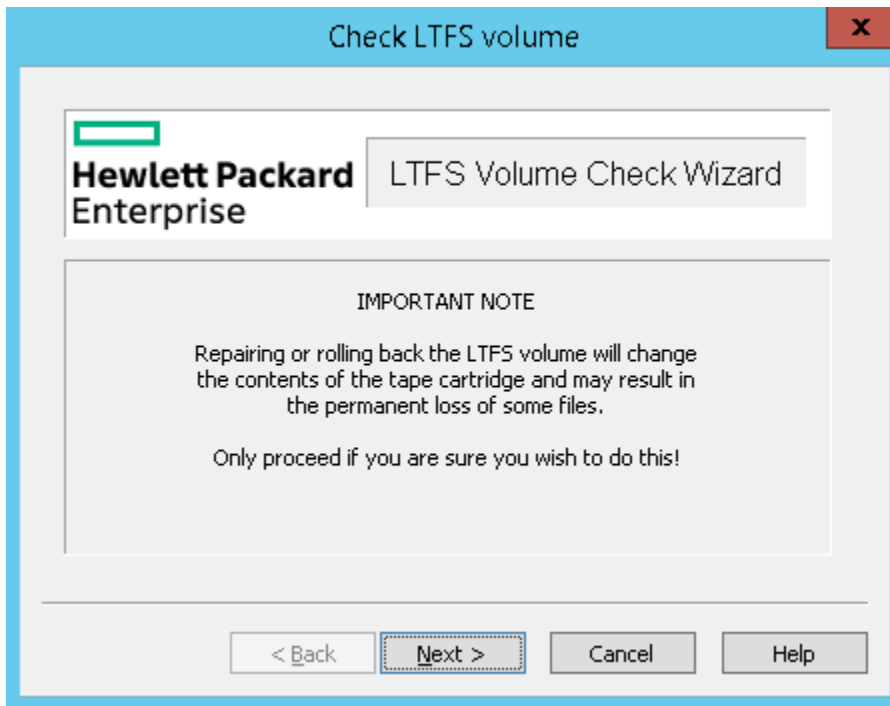 Check LTFS volume
x
Hewlett Packard
Enterprise
LTFS Volume Check Wizard
IMPORTANT NOTE
Repairing or rolling back the LTFS volume will change
the contents of the tape cartridge and may result in
the permanent loss of some files.
Only proceed if you are sure you wish to do this!
< Back
Next >
Cancel
Help